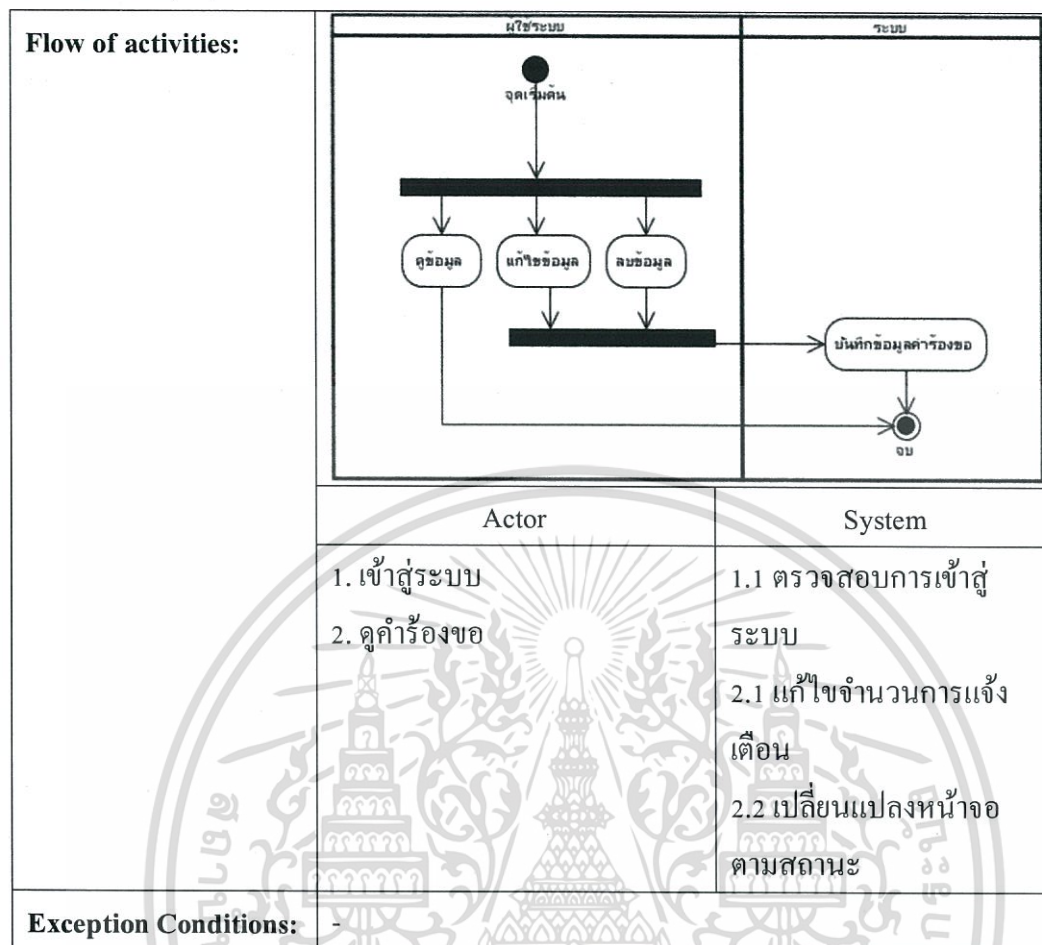 Flow of activities:
ผู้ใช้ระบบ
ระบบ
จุดเริ่มต้น
ดูข้อมูล
แก้ไขข้อมูล
ลบข้อมูล
บันทึกข้อมูลคำร้องขอ
จบ
Actor
System
1. เข้าสู่ระบบ
2. ดูคำร้องขอ
1.1 ตรวจสอบการเข้าสู่
ระบบ
2.1 แก้ไขจำนวนการแจ้ง
เตือน
2.2 เปลี่ยนแปลงหน้าจอ
ตามสถานะ
Exception Conditions:
-